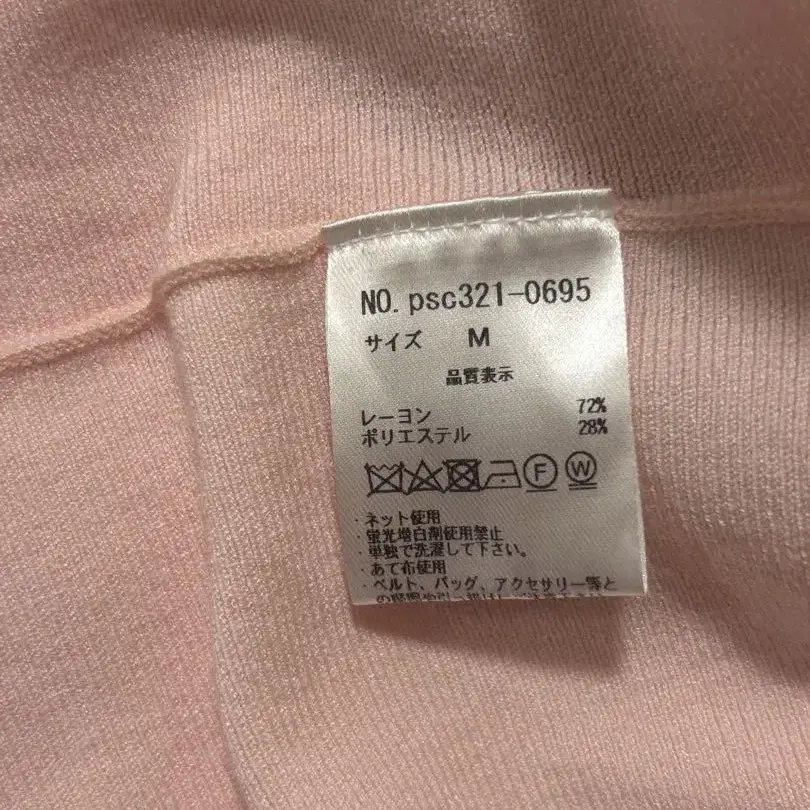 NO. psc321-0695
サイズ M
品質表示
レーヨン 72%
ポリエステル 28%
F W
・ネット使用
・蛍光増白剤使用禁止
・単独で洗濯して下さい。
・あて布使用
・ベルト、バッグ、アクセサリー等と